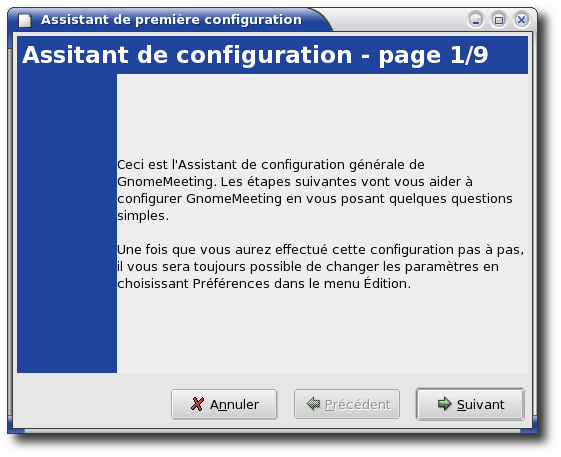 Assistant de première configuration
Assitant de configuration - page 1/9
Ceci est l'Assistant de configuration générale de
GnomeMeeting. Les étapes suivantes vont vous aider à
configurer GnomeMeeting en vous posant quelques questions
simples.
Une fois que vous aurez effectué cette configuration pas à pas,
il vous sera toujours possible de changer les paramètres en
choisissant Préférences dans le menu Édition.
Annuler
Précédent
Suivant